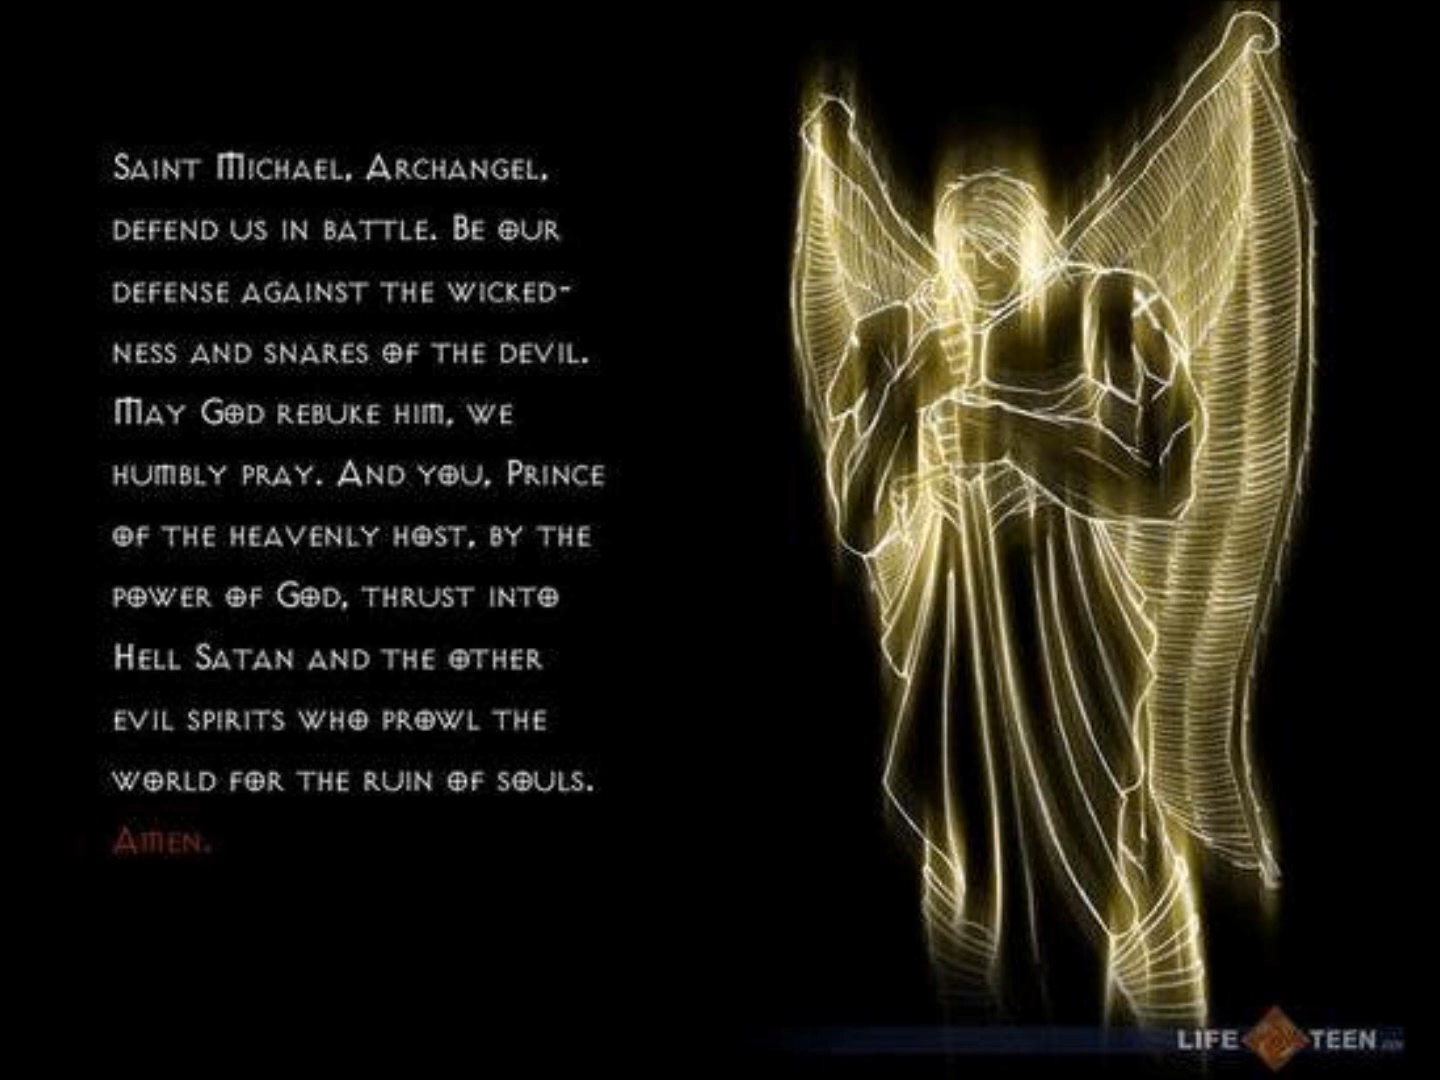 Saint Michael, Archangel,
defend us in battle. Be our
defense against the wicked-
ness and snares of the devil.
May God rebuke him, we
humbly pray. And you, Prince
of the heavenly host, by the
power of God, thrust into
Hell Satan and the other
evil spirits who prowl the
world for the ruin of souls.
Amen.
LIFE TEEN